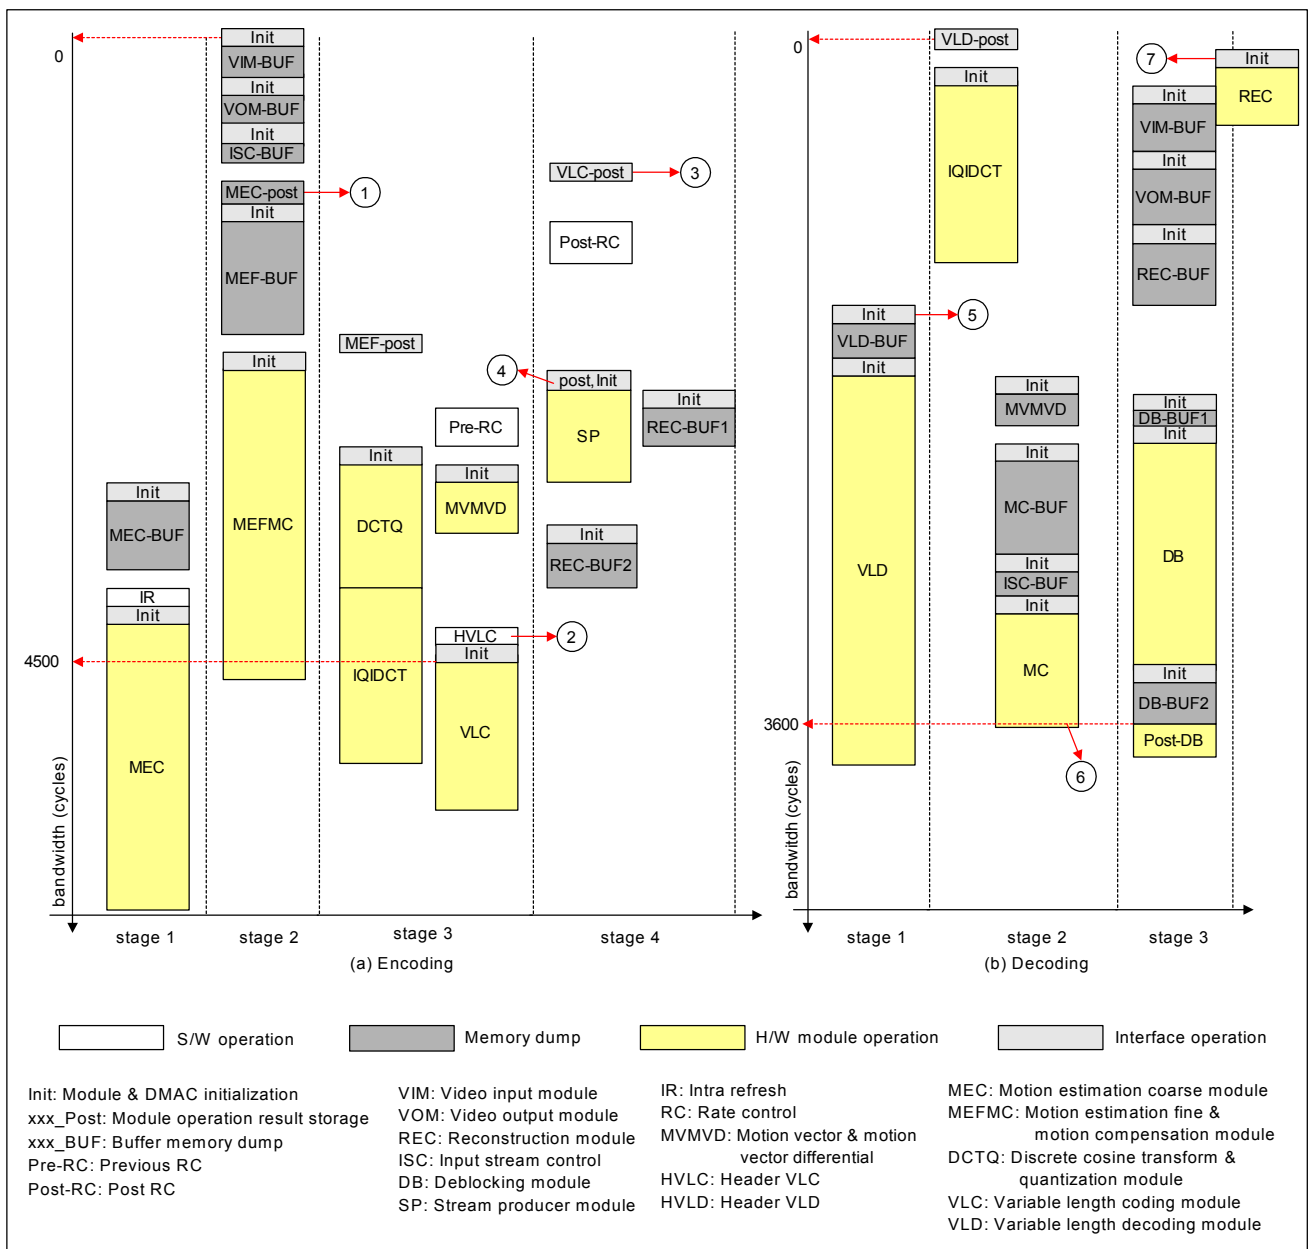 0
Init
VIM-BUF
Init
VOM-BUF
Init
ISC-BUF
MEC-post
1
Init
MEF-BUF
Init
MEFMC
Init
MEC-BUF
IR
Init
MEC
MEF-post
Init
DCTQ
IQIDCT
Pre-RC
Init
MVMVD
HVLC
2
Init
VLC
VLC-post
3
Post-RC
4
post, Init
SP
Init
REC-BUF1
Init
REC-BUF2
4500
bandwidth (cycles)
stage 1
stage 2
stage 3
stage 4
(a) Encoding
0
VLD-post
Init
IQIDCT
Init
5
VLD-BUF
Init
VLD
Init
MVMVD
Init
MC-BUF
Init
ISC-BUF
Init
MC
6
7
Init
REC
Init
VIM-BUF
Init
VOM-BUF
Init
REC-BUF
Init
DB-BUF1
Init
DB
Init
DB-BUF2
Post-DB
3600
bandwitdh (cycles)
stage 1
stage 2
stage 3
(b) Decoding
S/W operation
Memory dump
H/W module operation
Interface operation
Init: Module & DMAC initialization
xxx_Post: Module operation result storage
xxx_BUF: Buffer memory dump
Pre-RC: Previous RC
Post-RC: Post RC
VIM: Video input module
VOM: Video output module
REC: Reconstruction module
ISC: Input stream control
DB: Deblocking module
SP: Stream producer module
IR: Intra refresh
RC: Rate control
MVMVD: Motion vector & motion
vector differential
HVLC: Header VLC
HVLD: Header VLD
MEC: Motion estimation coarse module
MEFMC: Motion estimation fine &
motion compensation module
DCTQ: Discrete cosine transform &
quantization module
VLC: Variable length coding module
VLD: Variable length decoding module